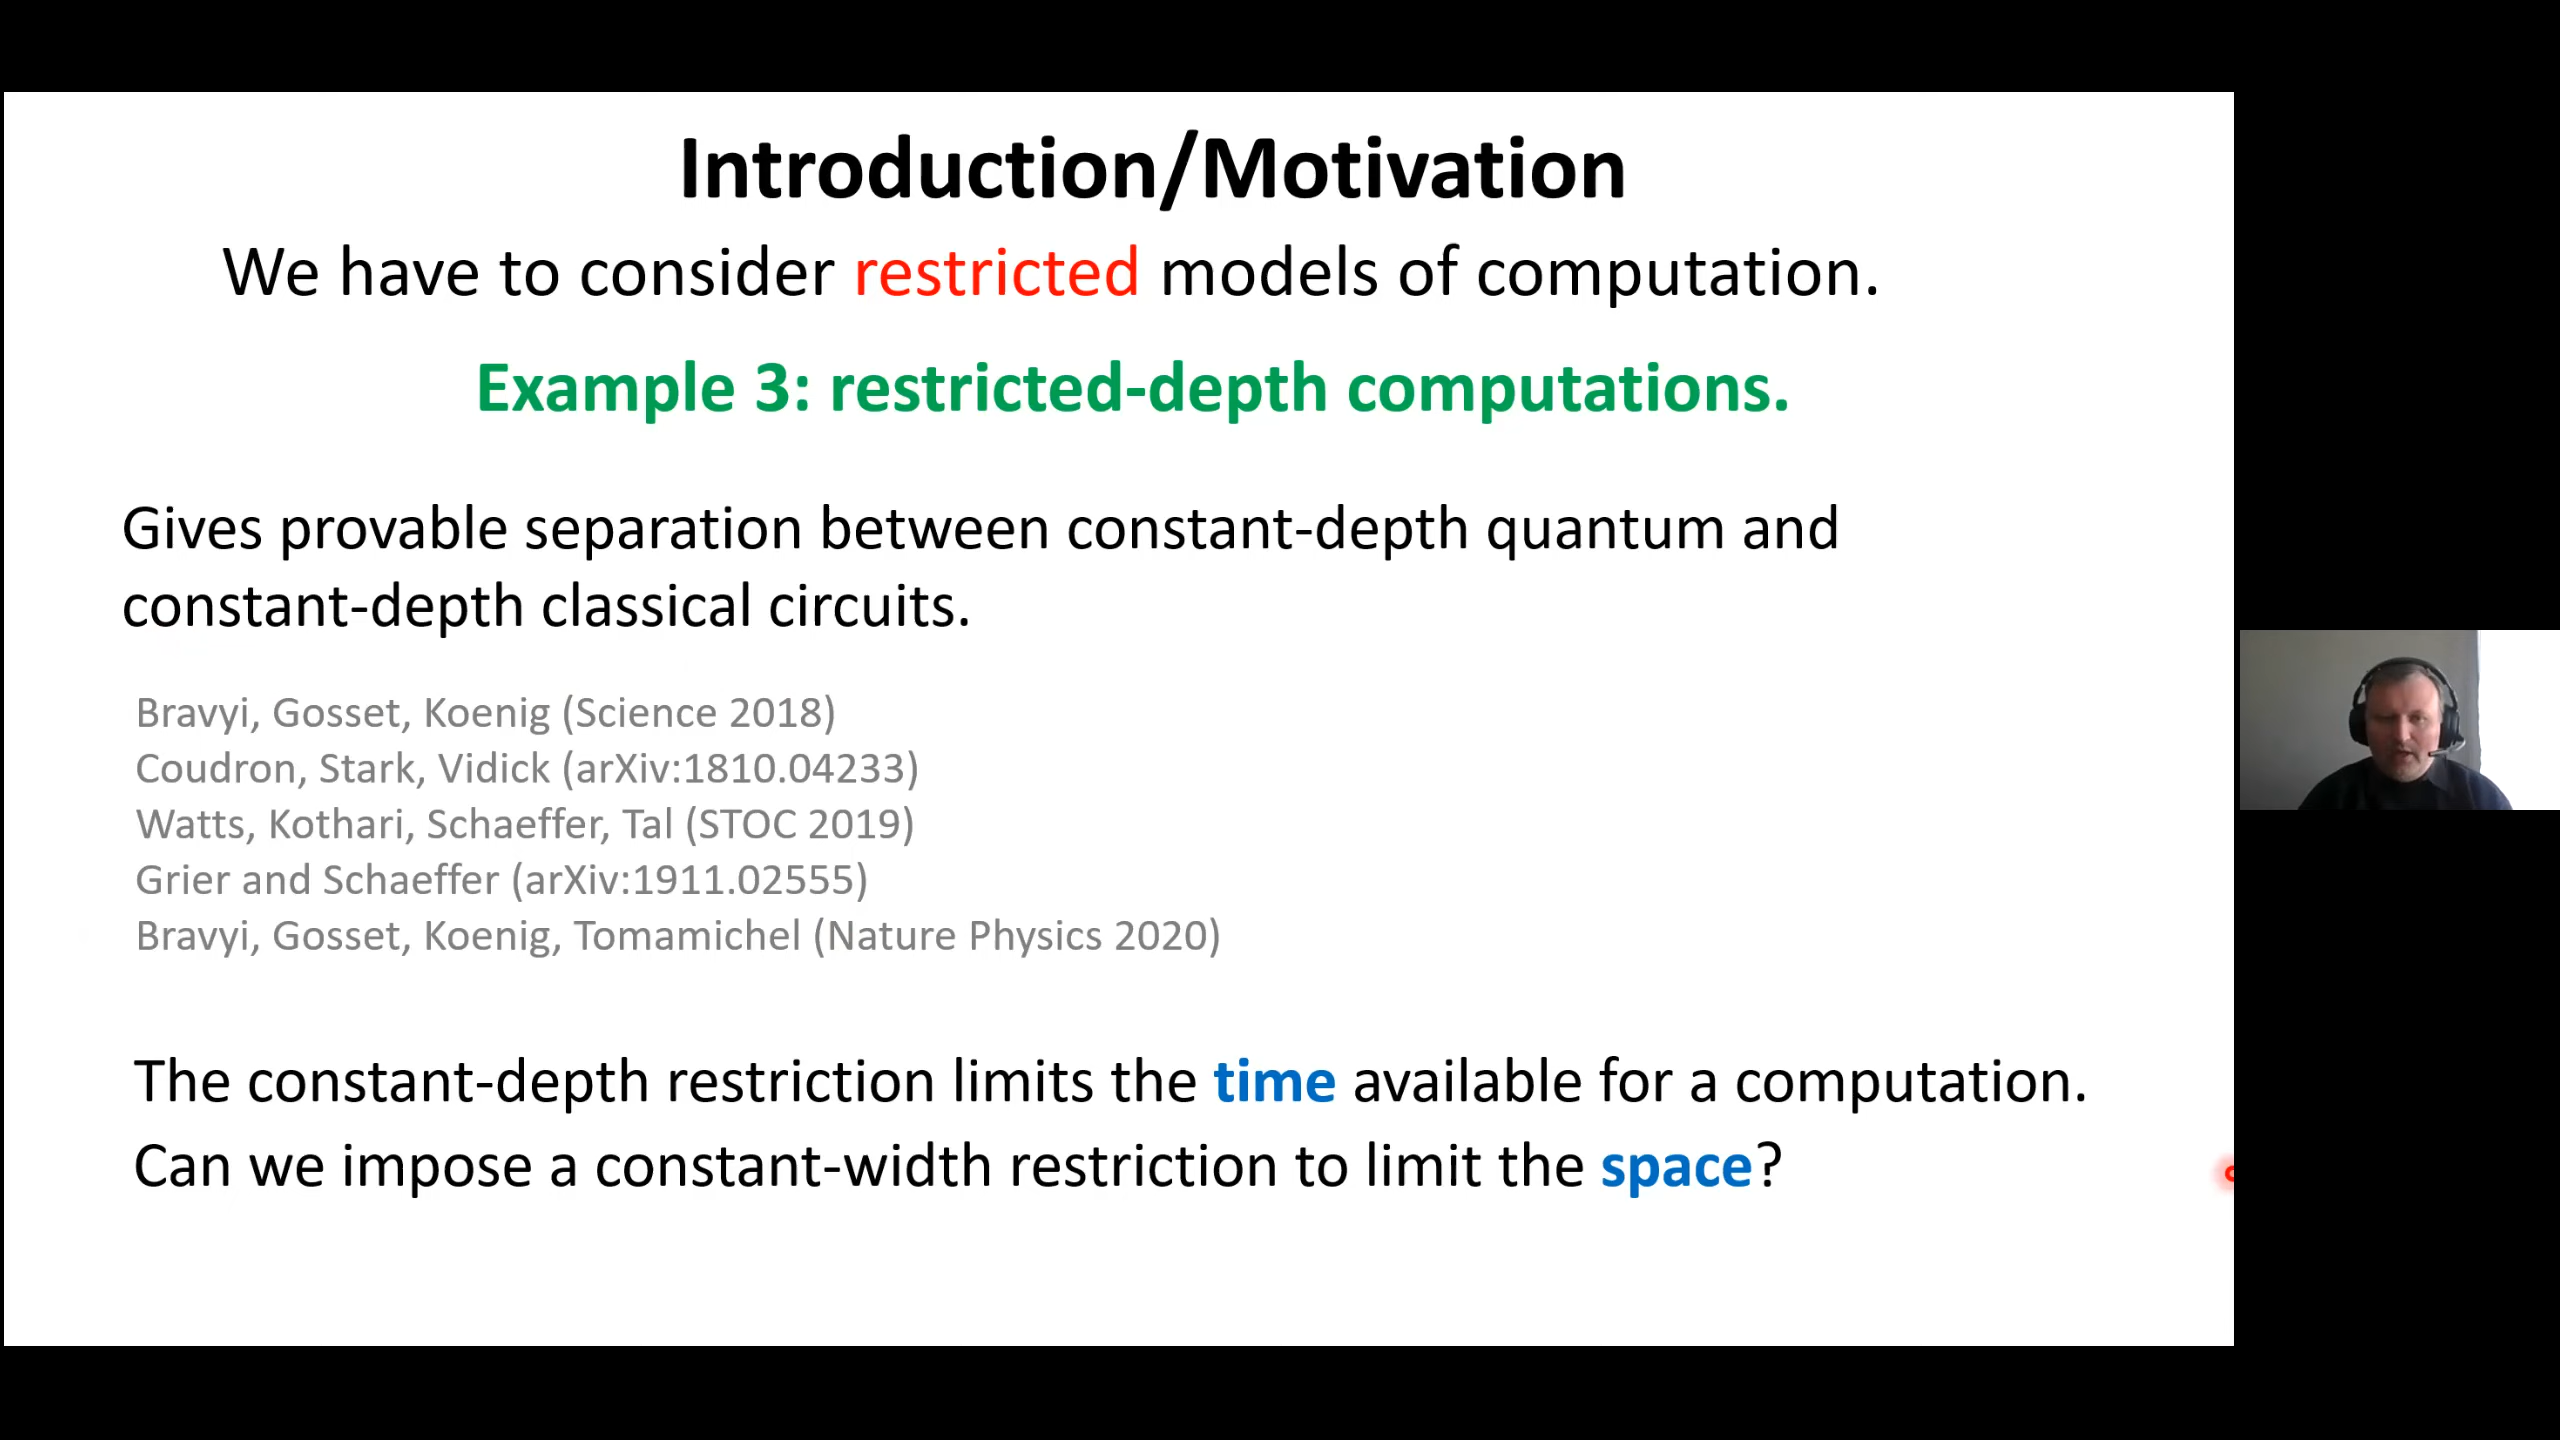 Introduction/Motivation
We have to consider restricted models of computation.
Example 3: restricted-depth computations.
Gives provable separation between constant-depth quantum and
constant-depth classical circuits.
Bravyi, Gosset, Koenig (Science 2018)
Coudron, Stark, Vidick (arXiv:1810.04233)
Watts, Kothari, Schaeffer, Tal (STOC 2019)
Grier and Schaeffer (arXiv:1911.02555)
Bravyi, Gosset, Koenig, Tomamichel (Nature Physics 2020)
The constant-depth restriction limits the time available for a computation.
Can we impose a constant-width restriction to limit the space?